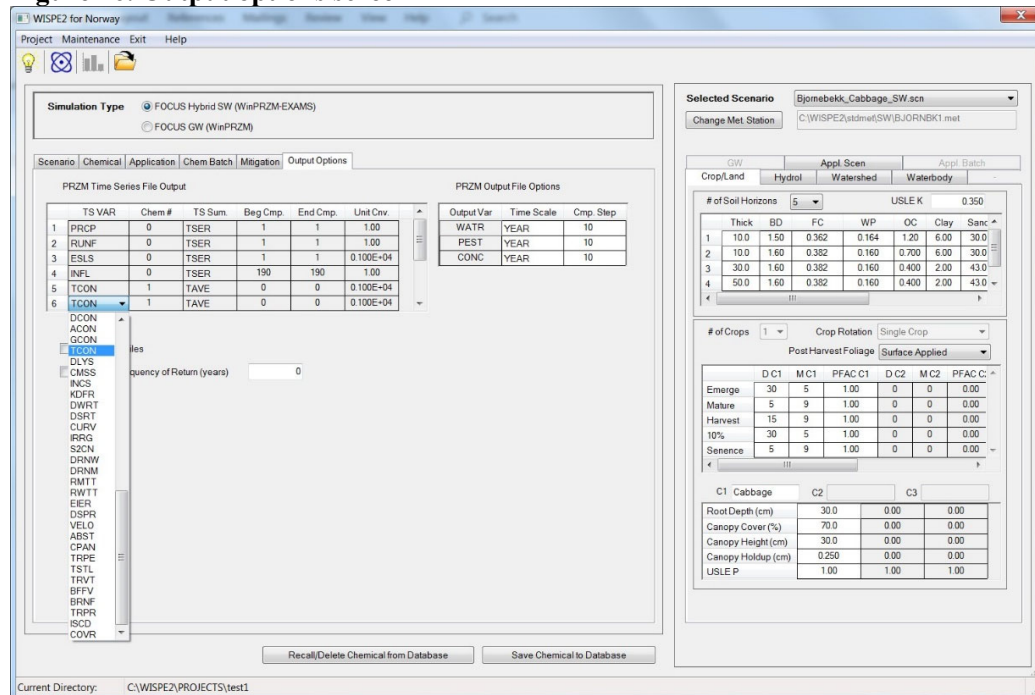 WISPE2 for Norway
Project Maintenance Exit Help
Simulation Type FOCUS Hybrid SW (WinPRZM-EXAMS)
FOCUS GW (WinPRZM)
Scenario Chemical Application Chem Batch Mitigation Output Options
PRZM Time Series File Output
TS VAR Chem # TS Sum. Beg Cmp. End Cmp. Unit Cnv.
1 PRCP 0 TSER 1 1 1.00
2 RUNF 0 TSER 1 1 1.00
3 ESLS 0 TSER 1 1 0.100E+04
4 INFL 0 TSER 190 190 1.00
5 TCON 1 TAVE 0 0 0.100E+04
6 TCON 1 TAVE 0 0 0.100E+04
DCON
ACON
GCON
TCON
DLYS
CMSS
INCS
KDFR
DWRT
DSRT
CURV
IRRG
S2CN
DRNW
DRNM
RMTT
RWTT
EIER
DSPR
VELO
ABST
CPAN
TRPE
TSTL
TRVT
BFFV
BRNF
TRPR
ISCD
COVR
iles
quency of Return (years) 0
PRZM Output File Options
Output Var Time Scale Cmp. Step
WATR YEAR 10
PEST YEAR 10
CONC YEAR 10
Recall/Delete Chemical from Database Save Chemical to Database
Selected Scenario Bjornebekk_Cabbage_SW.scn
Change Met. Station C:\WISPE2\stdmet\SW\BJORNBK1.met
GW Appl. Scen Appl. Batch
Crop/Land Hydrol Watershed Waterbody -
# of Soil Horizons 5 USLE K 0.350
Thick BD FC WP OC Clay Sand
1 10.0 1.50 0.362 0.164 1.20 6.00 30.0
2 10.0 1.60 0.382 0.160 0.700 6.00 30.0
3 30.0 1.60 0.382 0.160 0.400 2.00 43.0
4 50.0 1.60 0.382 0.160 0.400 2.00 43.0
# of Crops 1 Crop Rotation Single Crop
Post Harvest Foliage Surface Applied
D C1 M C1 PFAC C1 D C2 M C2 PFAC C2
Emerge 30 5 1.00 0 0 0.00
Mature 5 9 1.00 0 0 0.00
Harvest 15 9 1.00 0 0 0.00
10% 30 5 1.00 0 0 0.00
Senence 5 9 1.00 0 0 0.00
C1 Cabbage C2 C3
Root Depth (cm) 30.0 0.00 0.00
Canopy Cover (%) 70.0 0.00 0.00
Canopy Height (cm) 30.0 0.00 0.00
Canopy Holdup (cm) 0.250 0.00 0.00
USLE P 1.00 1.00 1.00
Current Directory: C:\WISPE2\PROJECTS\test1